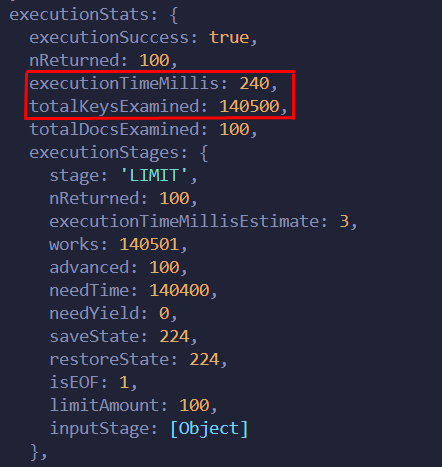 executionStats: {
executionSuccess: true,
nReturned: 100,
executionTimeMillis: 240,
totalKeysExamined: 140500,
totalDocsExamined: 100,
executionStages: {
stage: 'LIMIT',
nReturned: 100,
executionTimeMillisEstimate: 3,
works: 140501,
advanced: 100,
needTime: 140400,
needYield: 0,
saveState: 224,
restoreState: 224,
isEOF: 1,
limitAmount: 100,
inputStage: [Object]
},